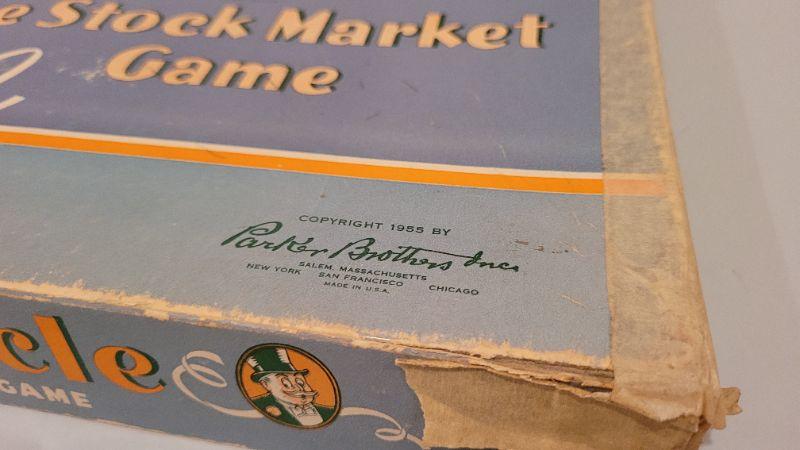 e Stock Market
Game
COPYRIGHT 1955 BY
Parker Brothers Inc.
SALEM, MASSACHUSETTS
NEW YORK SAN FRANCISCO CHICAGO
MADE IN U.S.A.
cle
GAME